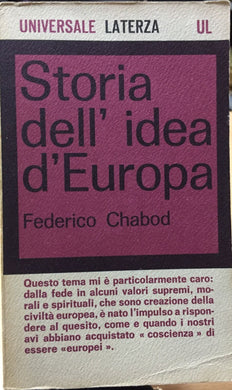 UNIVERSALE LATERZA UL
Storia
dell' idea
d'Europa
Federico Chabod
Questo tema mi è particolarmente caro:
dalla fede in alcuni valori supremi, mo-
rali e spirituali, che sono creazione della
civiltà europea, è nato l'impulso a rispon-
dere al quesito, come e quando i nostri
avi abbiano acquistato « coscienza » di
essere «europei ».